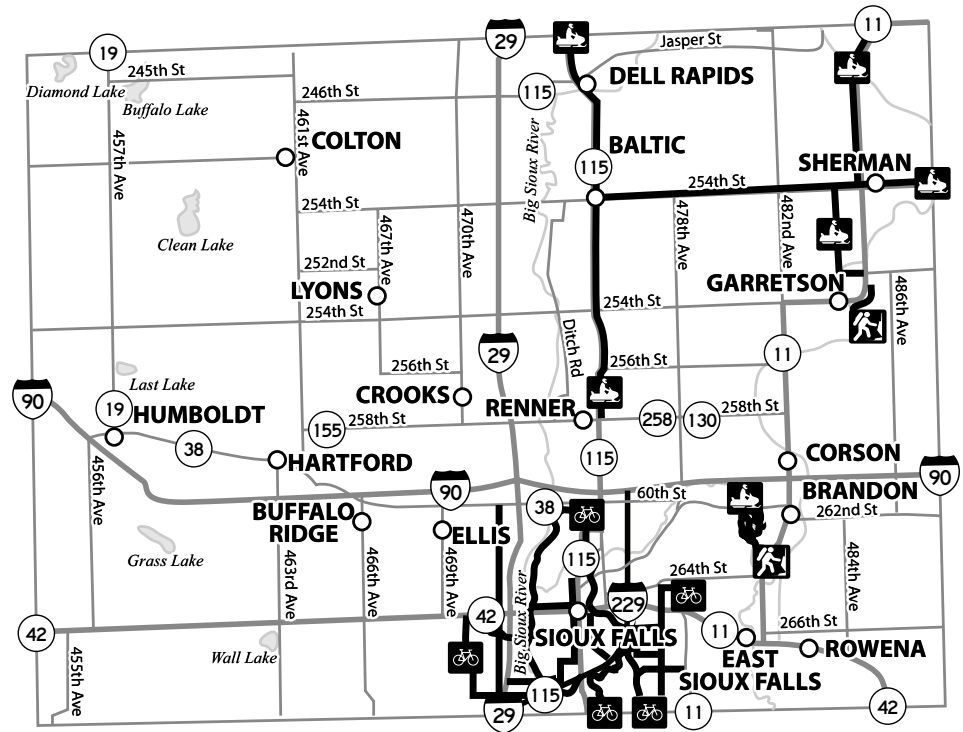 29
11
19
Jasper St
245th St
DELL RAPIDS
Diamond Lake
246th St
115
Buffalo Lake
457th Ave
461st Ave
COLTON
Big Sioux River
BALTIC
115
SHERMAN
254th St
254th St
467th Ave
470th Ave
478th Ave
482nd Ave
Clean Lake
252nd St
LYONS
GARRETSON
254th St
254th St
486th Ave
Ditch Rd
29
11
256th St
256th St
Last Lake
90
CROOKS
19
HUMBOLDT
RENNER
258th St
155
258th St
258
130
38
HARTFORD
115
CORSON
456th Ave
90
90
60th St
BRANDON
262nd St
BUFFALO
RIDGE
38
ELLIS
Grass Lake
463rd Ave
466th Ave
469th Ave
115
264th St
484th Ave
Big Sioux River
229
42
42
SIOUX FALLS
11
266th St
EAST
SIOUX FALLS
ROWENA
Wall Lake
455th Ave
115
29
11
42